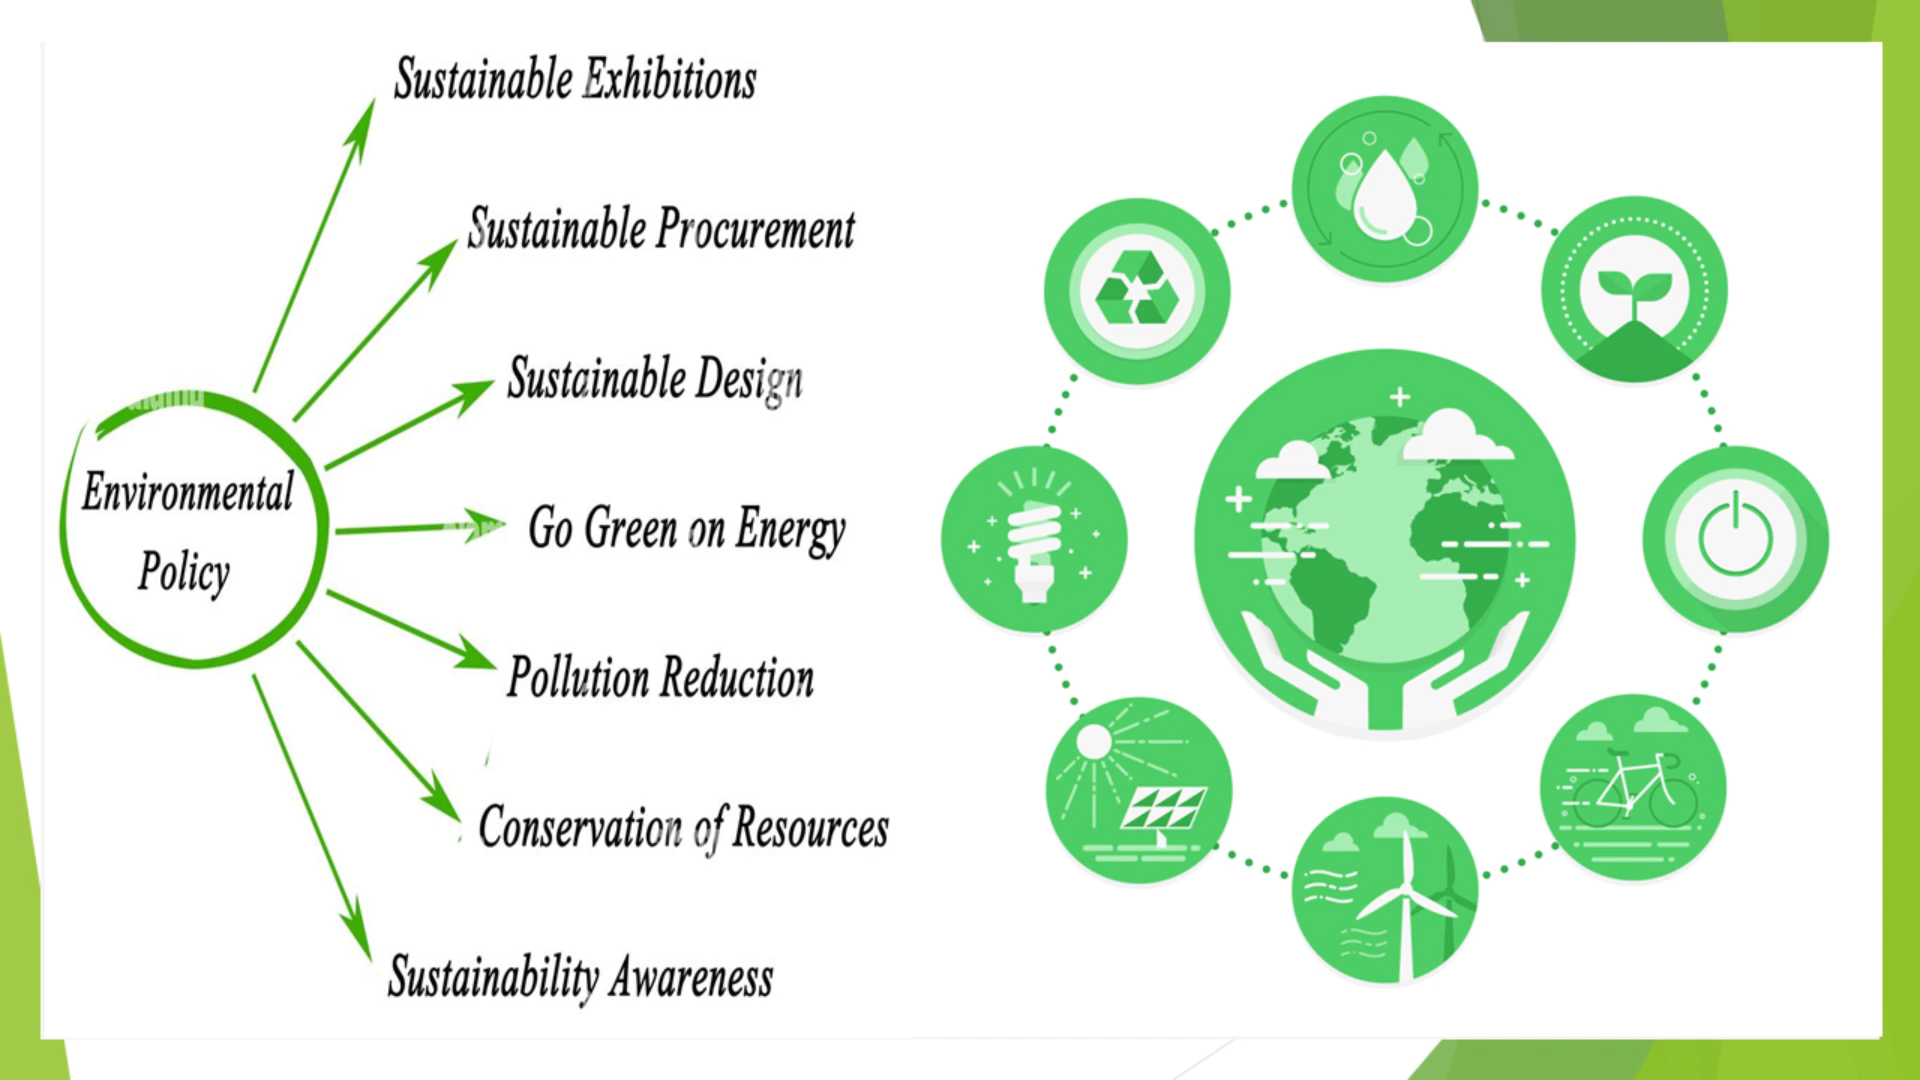 Sustainable Exhibitions
Sustainable Procurement
Sustainable Design
Environmental
Policy
Go Green on Energy
Pollution Reduction
Conservation of Resources
Sustainability Awareness